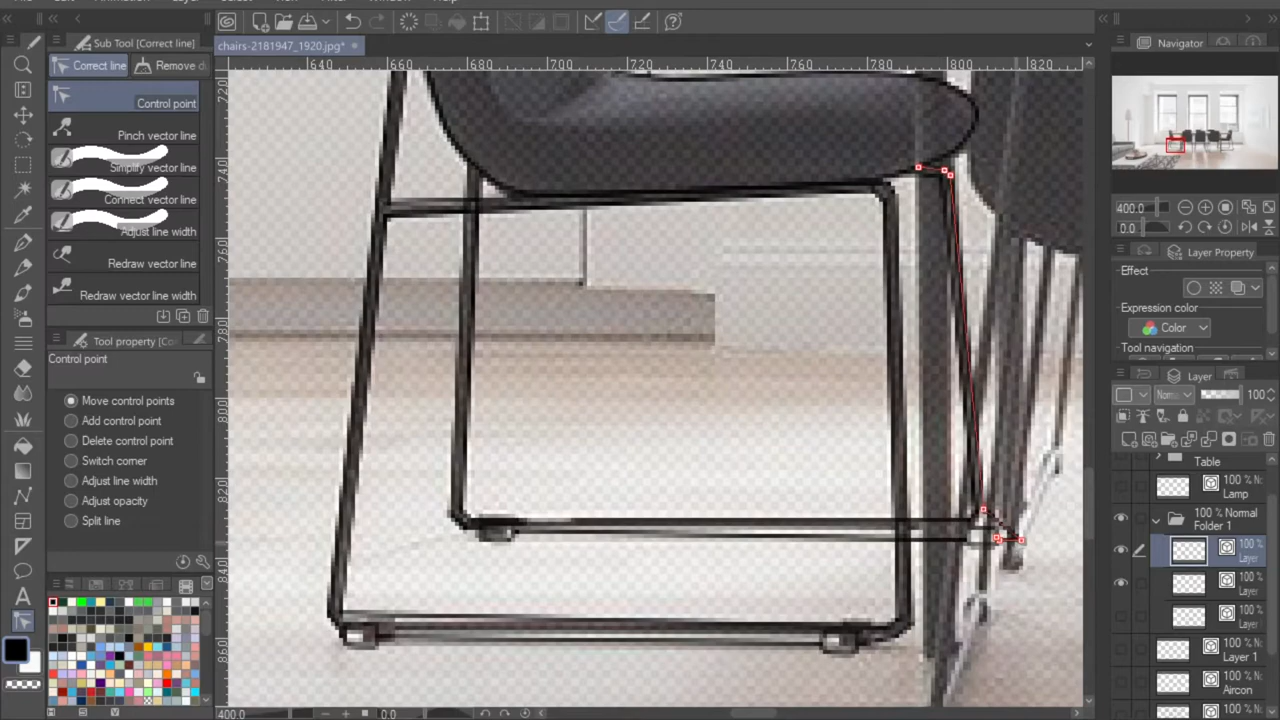 Sub Tool [Correct line]
chairs-2181947_1920.jpg*
Correct line
Remove
Control point
Pinch vector line
Simplify vector line
Connect vector line
Adjust line width
Redraw vector line
Redraw vector line width
Tool property [Co
Control point
Move control points
Add control point
Delete control point
Switch corner
Adjust line width
Adjust opacity
Split line
640 660 680 700 720 740 760 780 800 820
720
740
760
780
800
820
840
860
400.0
0.0
Navigator
400.0
0.0
Layer Property
Effect
Expression color
Color
Tool navigation
Layer
100
Table
Lamp
100 % Normal
Folder 1
100 %
Layer
100 %
Layer
100 %
Layer
Layer 1
Aircon